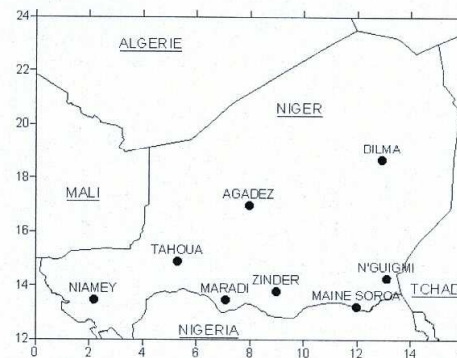 24
ALGERIE
22
NIGER
20
DILMA
18
MALI
AGADEZ
16
TAHOUA
N'GUIGMI
14
NIAMEY
MARADI
ZINDER
MAINE SOROA
TCHAD
NIGERIA
12
0 2 4 6 8 10 12 14